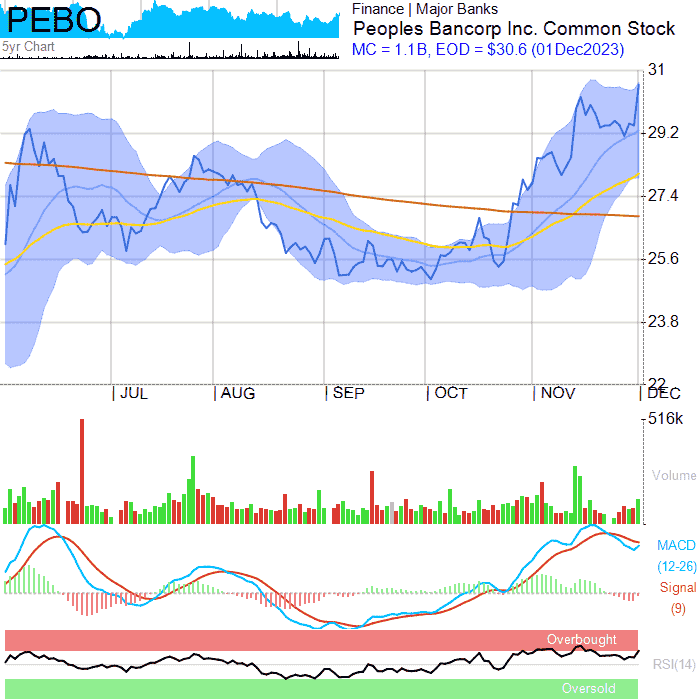 PEBO
5yr Chart
Finance | Major Banks
Peoples Bancorp Inc. Common Stock
MC = 1.1B, EOD = $30.6 (01Dec2023)
31
29.2
27.4
25.6
23.8
22
JUL
AUG
SEP
OCT
NOV
DEC
516k
Volume
MACD
(12-26)
Signal
(9)
Overbought
RSI(14)
Oversold